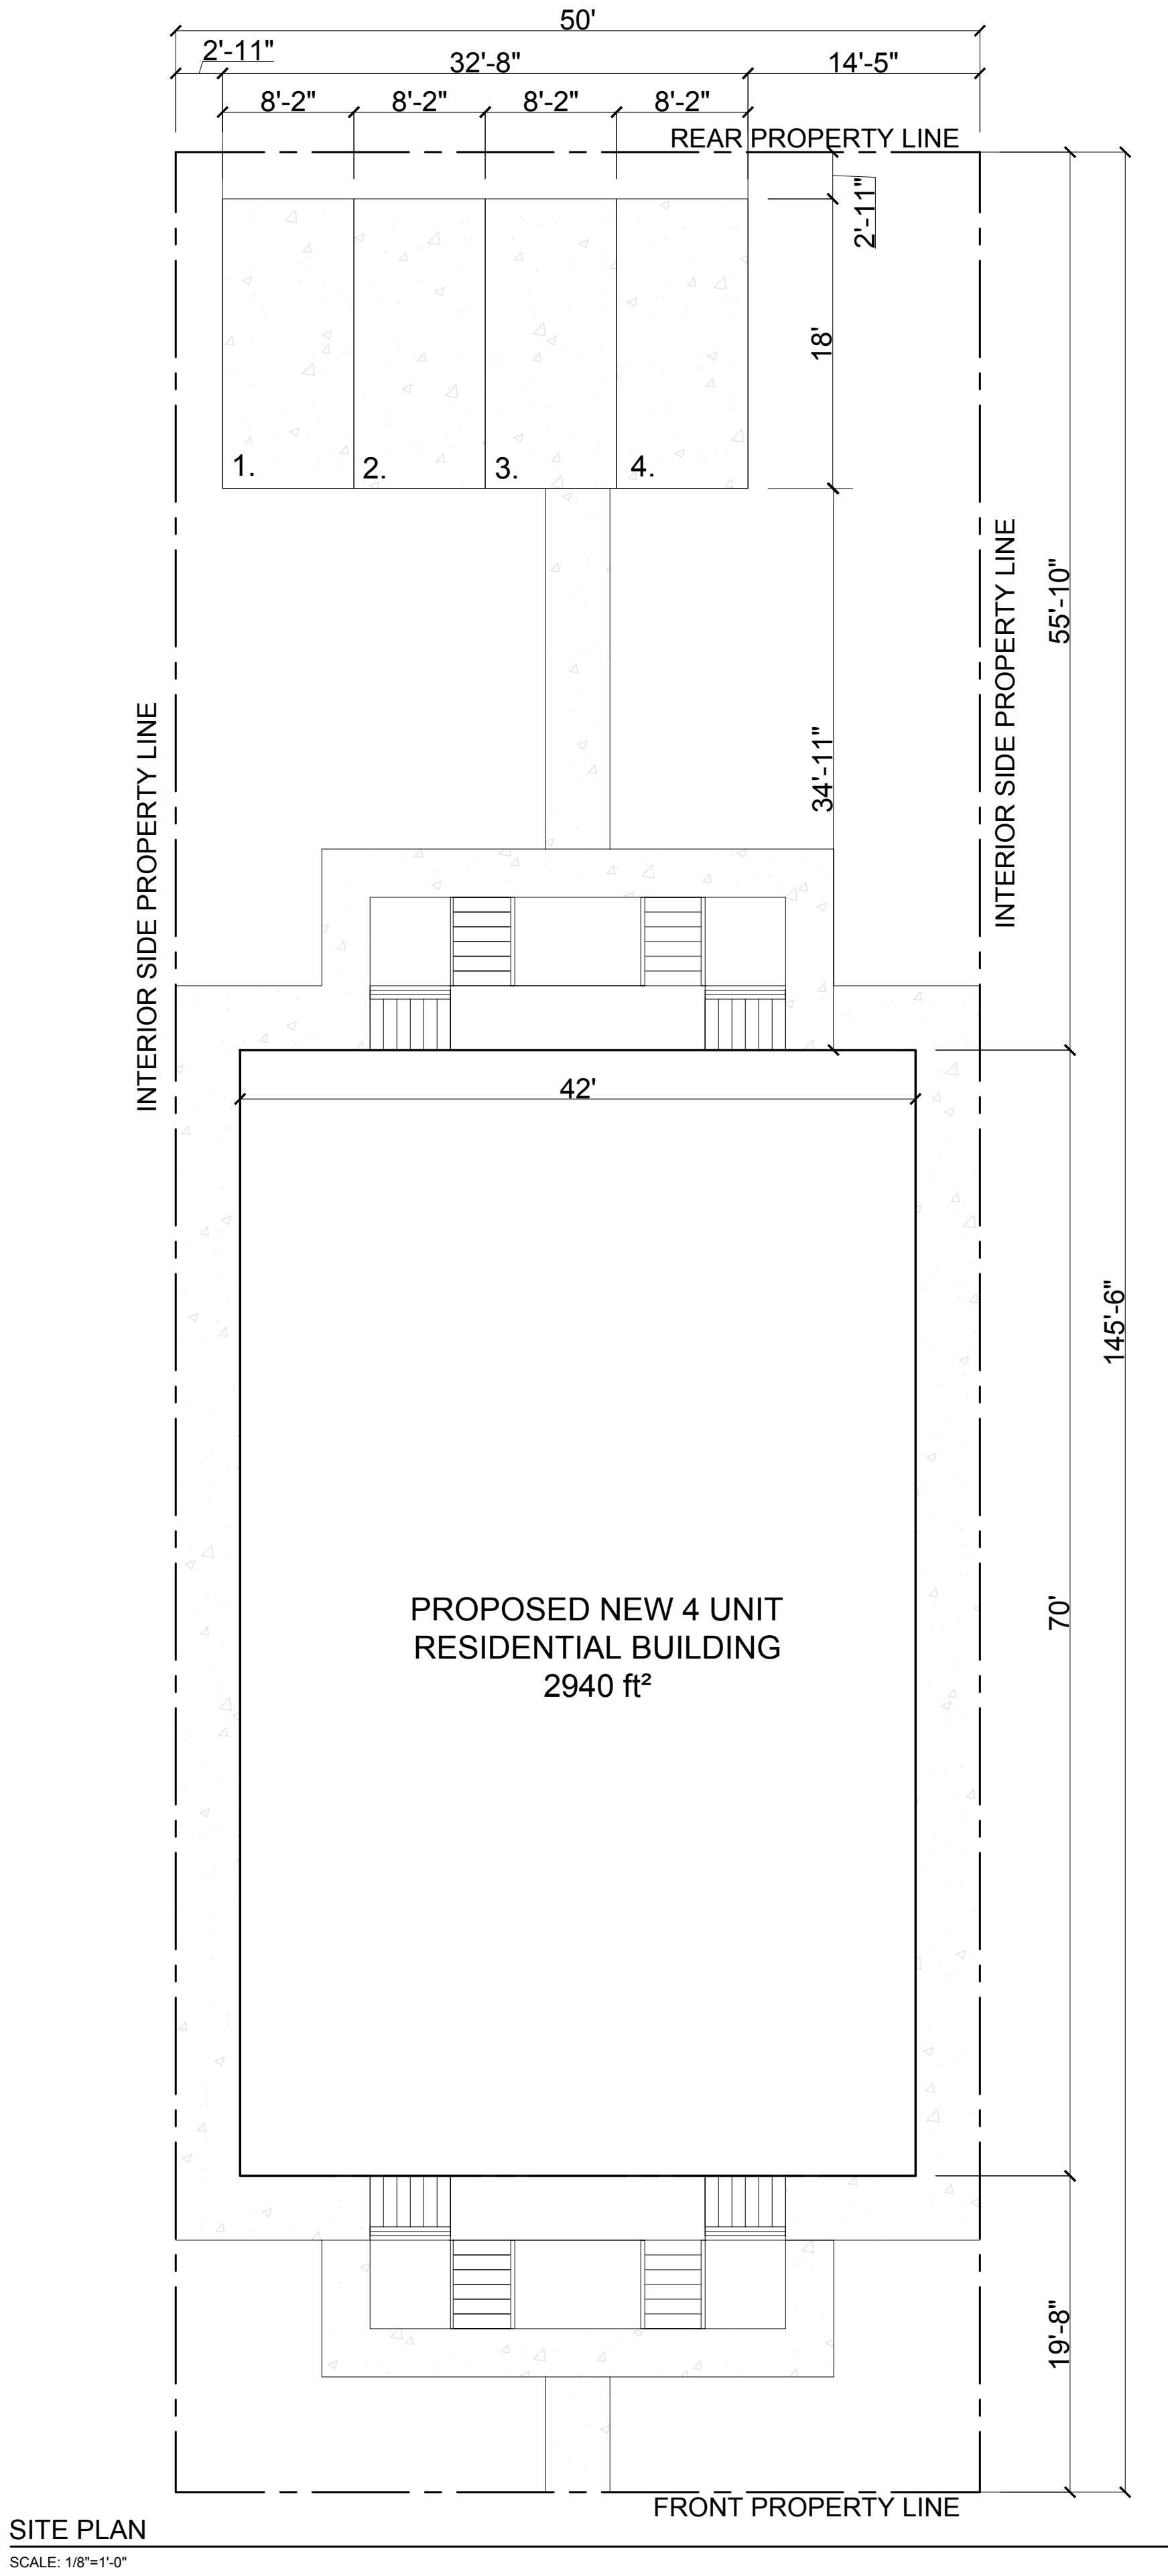 50'
2'-11"
32'-8"
14'-5"
8'-2"
8'-2"
8'-2"
8'-2"
REAR PROPERTY LINE
2'-11"
18'
1.
2.
3.
4.
INTERIOR SIDE PROPERTY LINE
55'-10"
INTERIOR SIDE PROPERTY LINE
34'-11"
42'
145'-6"
PROPOSED NEW 4 UNIT
RESIDENTIAL BUILDING
2940 ft²
70'
19'-8"
FRONT PROPERTY LINE
SITE PLAN
SCALE: 1/8"=1'-0"